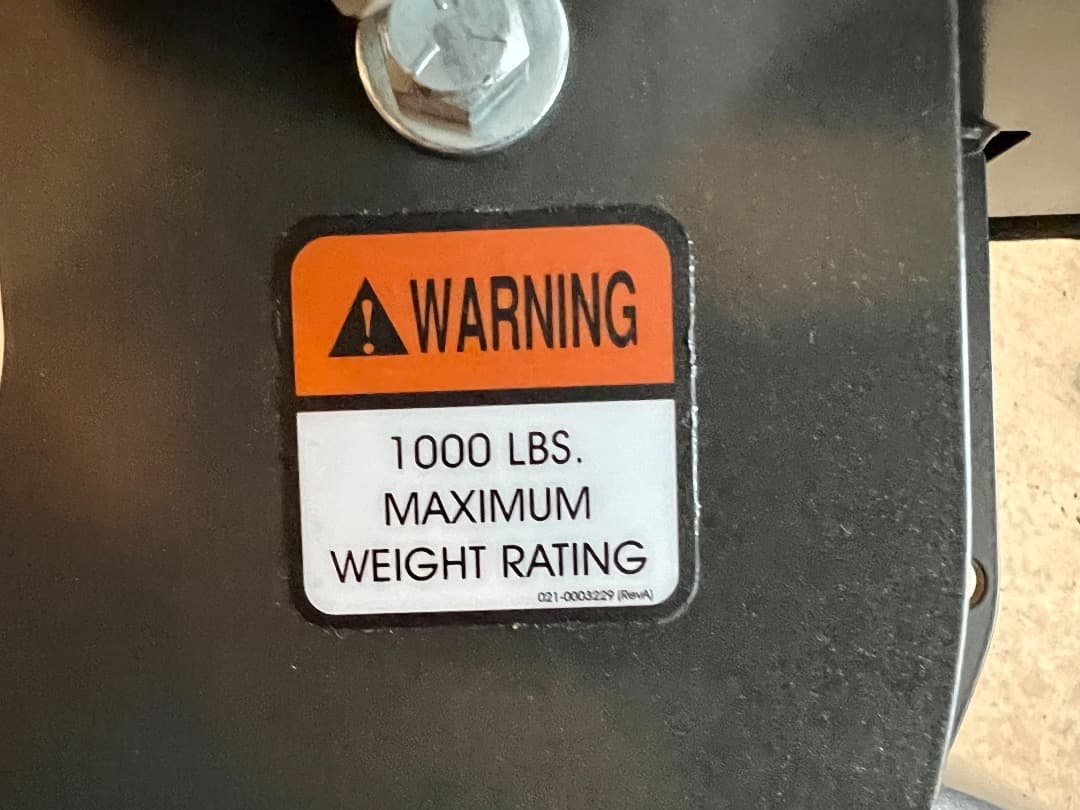 WARNING
1000 LBS.
MAXIMUM
WEIGHT RATING
021-0003229 (RevA)